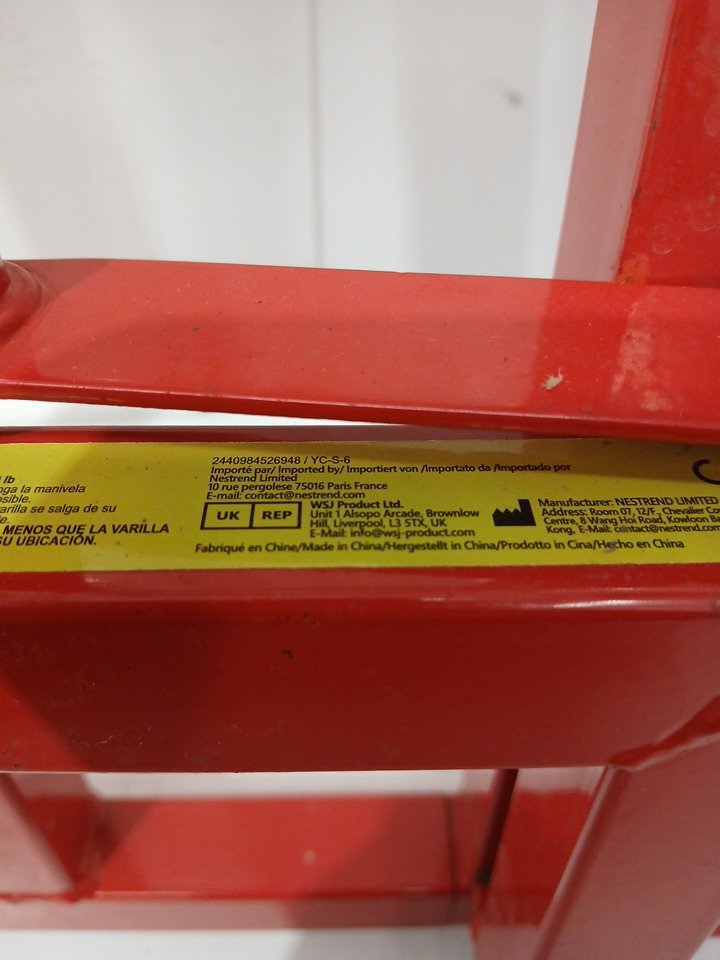 lb
nga la manivela
osible.
varilla se salga de su
e.
MENOS QUE LA VARILLA
SU UBICACIÓN.
2440984526948 / YC-S-6
Importé par/ Imported by/ Importiert von /Importato da /Importado por
Nestrend Limited
10 rue pergolese 75016 Paris France
E-mail: contact@nestrend.com
UK REP
WSJ Product Ltd.
Unit 1 Alsopo Arcade, Brownlow
Hill, Liverpool, L3 5TX, UK
E-Mail: info@wsj-product.com
Manufacturer: NESTREND LIMITED
Address: Room 07, 12/F., Chevalier Co
Centre, 8 Wang Hoi Road, Kowloon Ba
Kong, E-Mail: contact@nestrend.com
Fabriqué en Chine/Made in China/Hergestellt in China/Prodotto in Cina/Hecho en China